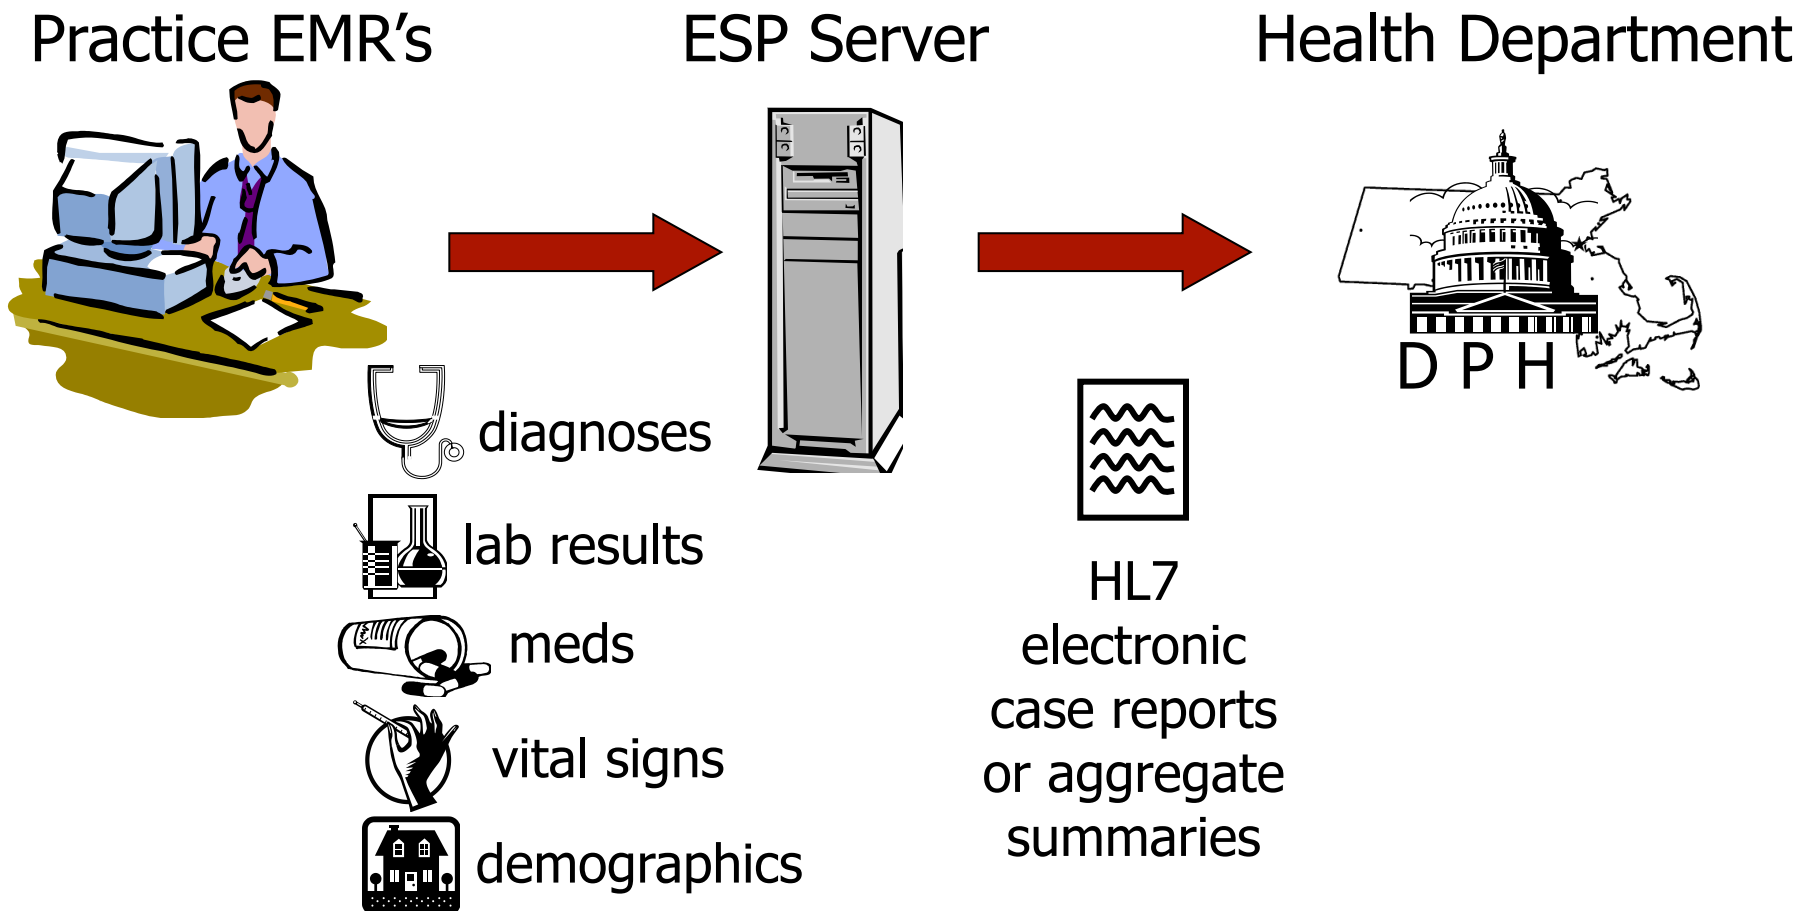 Practice EMR's
ESP Server
Health Department
D P H
diagnoses
lab results
meds
vital signs
demographics
HL7
electronic
case reports
or aggregate
summaries